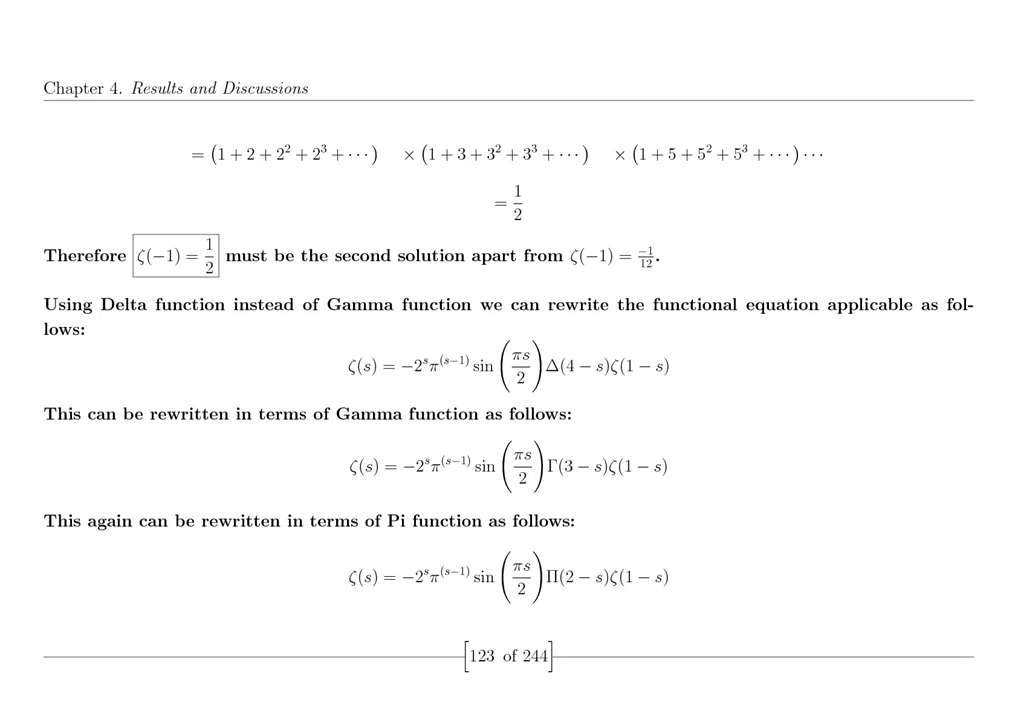 Chapter 4. Results and Discussions
= (1 + 2 + 2² + 2³ + ⋯) × (1 + 3 + 3² + 3³ + ⋯) × (1 + 5 + 5² + 5³ + ⋯) ⋯
= 1/2
Therefore ζ(−1) = 1/2 must be the second solution apart from ζ(−1) = −1/12.
Using Delta function instead of Gamma function we can rewrite the functional equation applicable as fol-
lows:
ζ(s) = −2^s π^(s−1) sin(πs/2) Δ(4 − s)ζ(1 − s)
This can be rewritten in terms of Gamma function as follows:
ζ(s) = −2^s π^(s−1) sin(πs/2) Γ(3 − s)ζ(1 − s)
This again can be rewritten in terms of Pi function as follows:
ζ(s) = −2^s π^(s−1) sin(πs/2) Π(2 − s)ζ(1 − s)
[123 of 244]